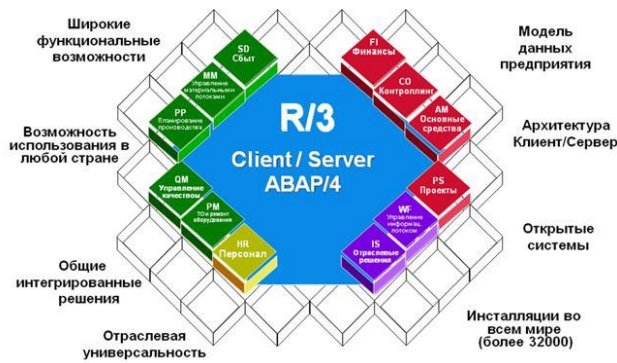 Широкие
функциональные
возможности
Возможность
использования в
любой стране
Общие
интегрированные
решения
Отраслевая
универсальность
SD
Сбыт
MM
Управление
материальными
потоками
PP
Планирование
производства
QM
Управление
качеством
PM
ТО и ремонт
оборудования
HR
Персонал
R/3
Client / Server
ABAP/4
FI
Финансы
CO
Контроллинг
AM
Основные
средства
PS
Проекты
WF
Управление
информац.
потоком
IS
Отраслевые
решения
Модель
данных
предприятия
Архитектура
Клиент/Сервер
Открытые
системы
Инсталляции во
всем мире
(более 32000)